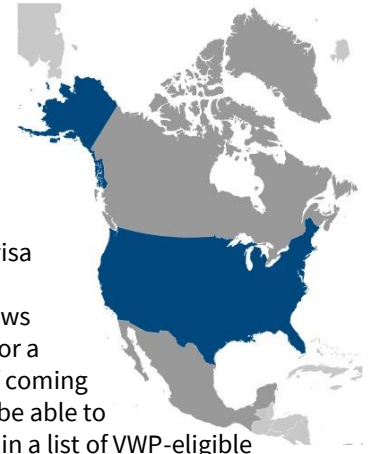 isa
ws
or a
coming
be able to
in a list of VWP-eligible